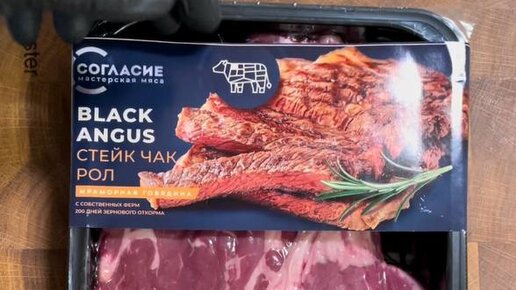 СОГЛАСИЕ
мастерская мяса
BLACK
ANGUS
СТЕЙК ЧАК
РОЛ
МРАМОРНАЯ ГОВЯДИНА
С СОБСТВЕННЫХ ФЕРМ
200 ДНЕЙ ЗЕРНОВОГО ОТКОРМА